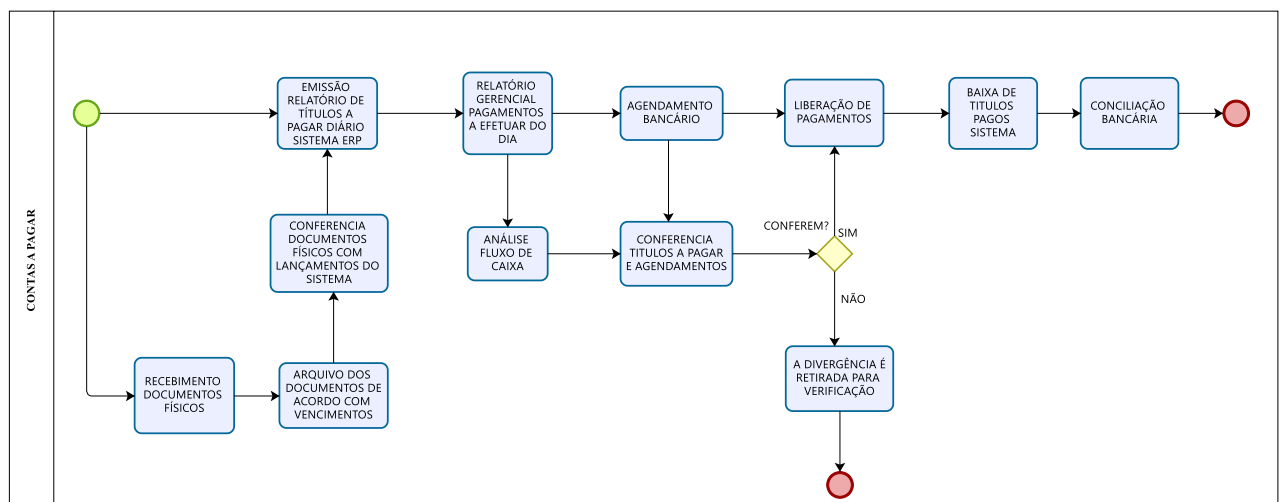 CONTAS A PAGAR
EMISSÃO
RELATÓRIO DE
TÍTULOS A
PAGAR DIÁRIO
SISTEMA ERP
RELATÓRIO
GERENCIAL
PAGAMENTOS
A EFETUAR DO
DIA
AGENDAMENTO
BANCÁRIO
LIBERAÇÃO DE
PAGAMENTOS
BAIXA DE
TITULOS
PAGOS
SISTEMA
CONCILIAÇÃO
BANCÁRIA
CONFERENCIA
DOCUMENTOS
FÍSICOS COM
LANÇAMENTOS DO
SISTEMA
ANÁLISE
FLUXO DE
CAIXA
CONFERENCIA
TITULOS A PAGAR
E AGENDAMENTOS
CONFEREM?
SIM
NÃO
RECEBIMENTO
DOCUMENTOS
FÍSICOS
ARQUIVO DOS
DOCUMENTOS DE
ACORDO COM
VENCIMENTOS
A DIVERGÊNCIA É
RETIRADA PARA
VERIFICAÇÃO